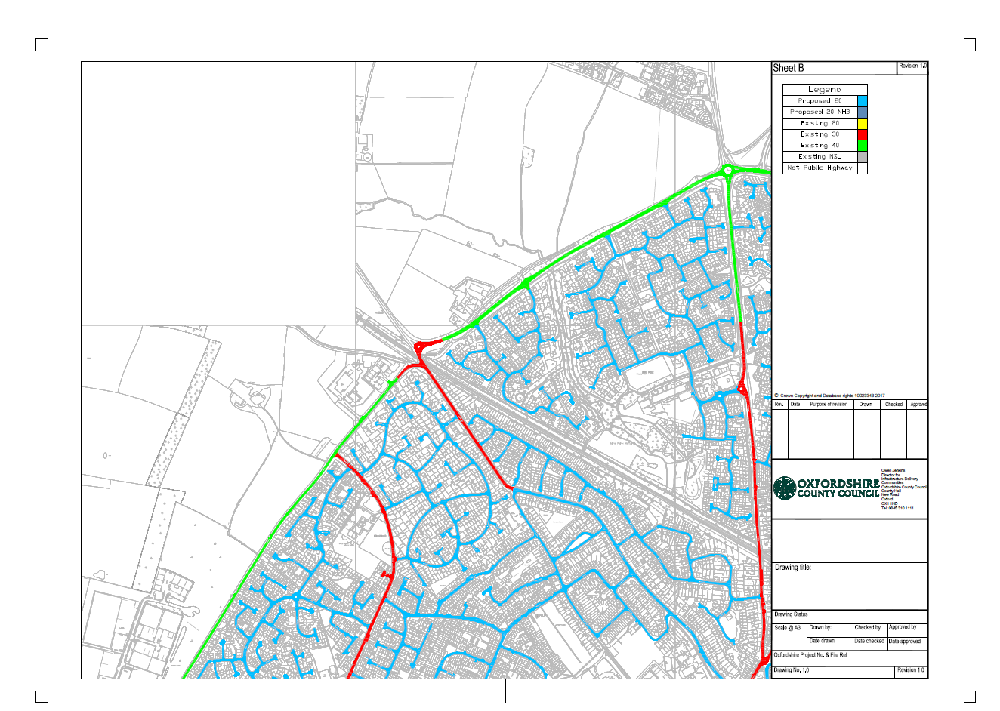 Sheet B
Revision 1.0
Legend
Proposed 20
Proposed 20 NHB
Existing 20
Existing 30
Existing 40
Existing NSL
Not Public Highway
© Crown Copyright and Database rights 10023343 2017
Rev. Date Purpose of revision Drawn Checked Approved
OXFORDSHIRE
COUNTY COUNCIL
Owen Jenkins
Director for
Infrastructure Delivery
Communities
Oxfordshire County Council
County Hall
New Road
Oxford
OX1 1ND
Tel: 0845 310 1111
Drawing title:
Drawing Status
Scale @ A3 Drawn by: Checked by Approved by
Date drawn Date checked Date approved
Oxfordshire Project No. & File Ref
Drawing No. 1.0 Revision 1.0